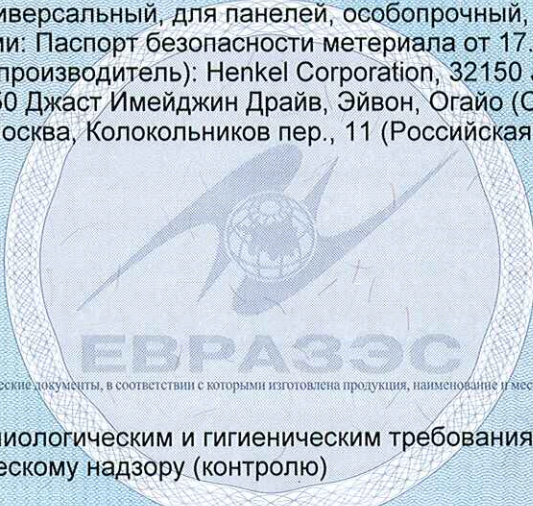 иверсальный, для панелей, особопрочный,
ми: Паспорт безопасности метериала от 17.
производитель): Henkel Corporation, 32150
50 Джаст Имейджин Драйв, Эйвон, Огайо
осква, Колокольников пер., 11 (Российская
ЕВРАЗЭС
еские документы, в соответствии с которыми изготовлена продукция, наименование и мес
миологическим и гигиеническим требования
ескому надзору (контролю)